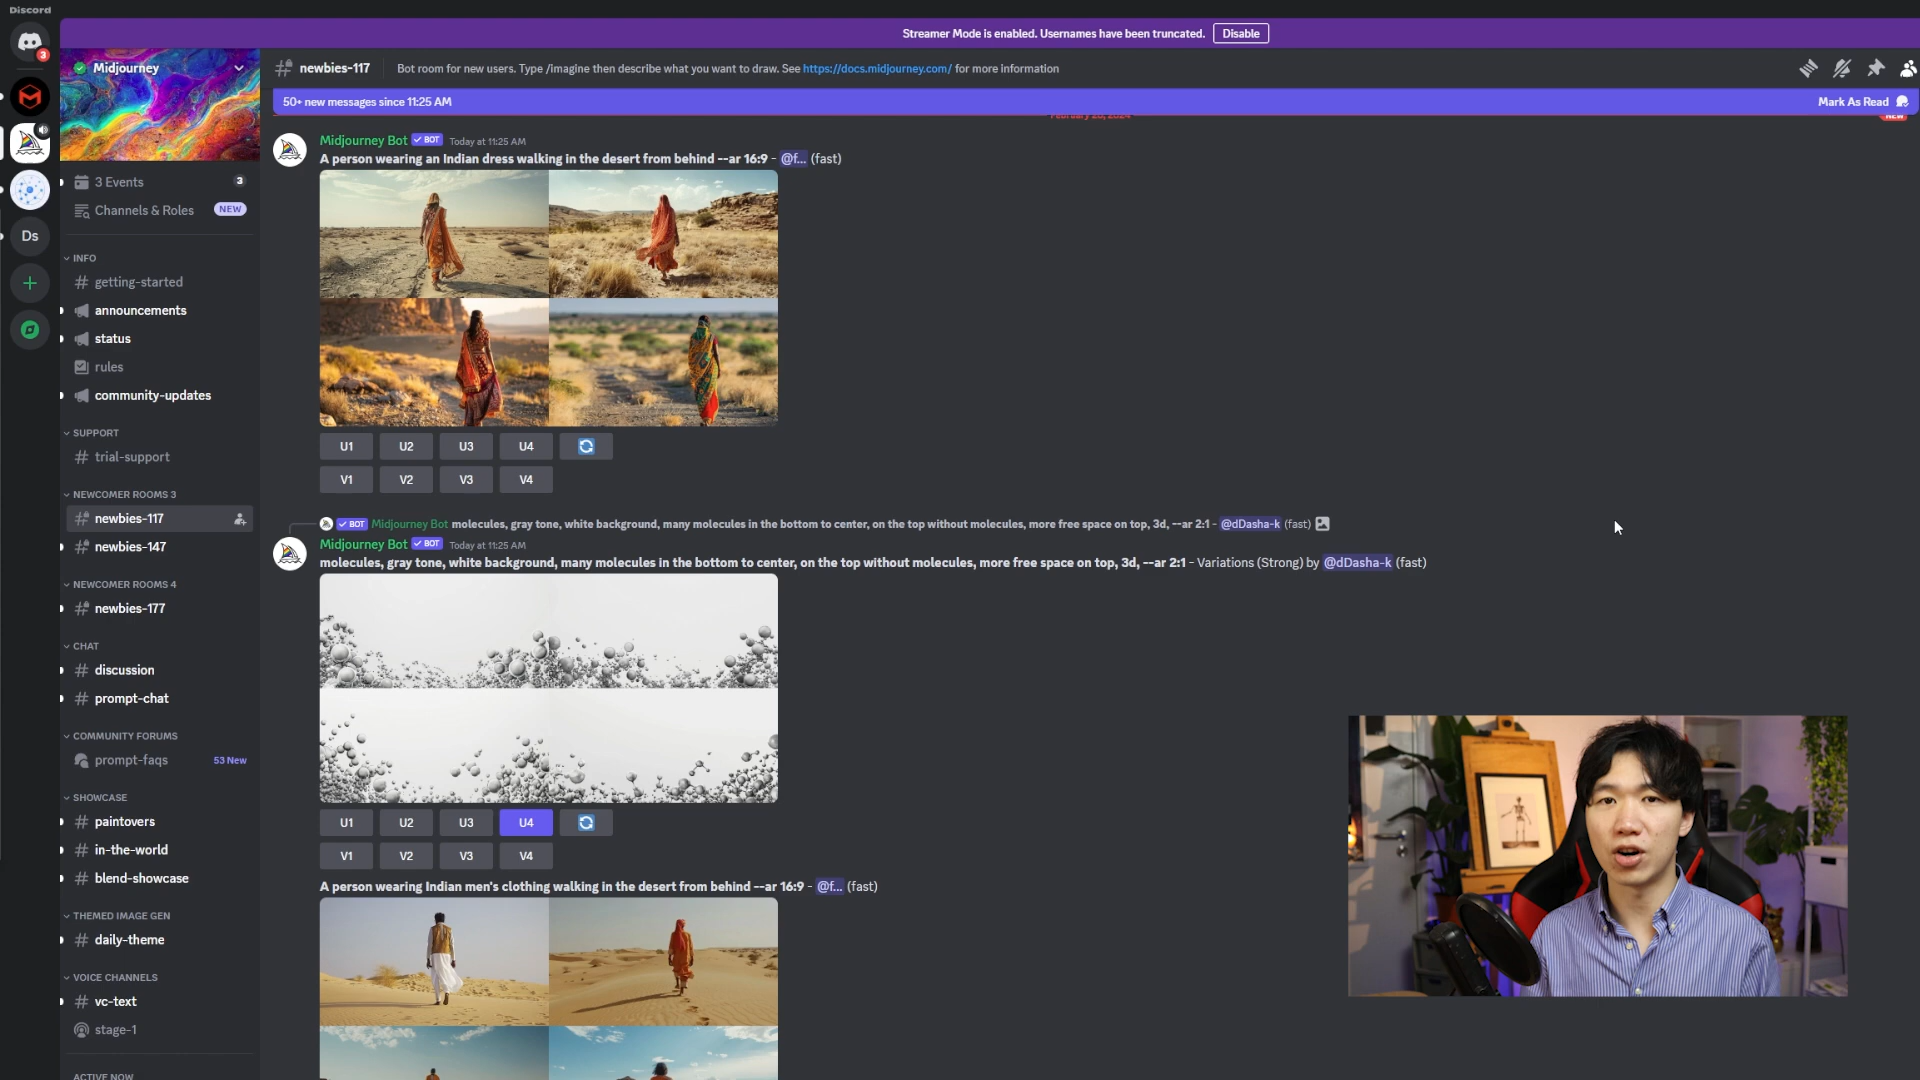 Discord
Streamer Mode is enabled. Usernames have been truncated.
Disable
3
Midjourney
newbies-117
Bot room for new users. Type /imagine then describe what you want to draw. See https://docs.midjourney.com/ for more information
50+ new messages since 11:25 AM
Mark As Read
February 28, 2024
NEW
Midjourney Bot BOT Today at 11:25 AM
A person wearing an Indian dress walking in the desert from behind --ar 16:9 - @f... (fast)
3 Events
3
Channels & Roles
NEW
Ds
INFO
getting-started
announcements
status
rules
community-updates
SUPPORT
trial-support
NEWCOMER ROOMS 3
newbies-117
newbies-147
NEWCOMER ROOMS 4
newbies-177
CHAT
discussion
prompt-chat
COMMUNITY FORUMS
prompt-faqs
53 New
SHOWCASE
paintovers
in-the-world
blend-showcase
THEMED IMAGE GEN
daily-theme
VOICE CHANNELS
vc-text
stage-1
ACTIVE NOW
U1 U2 U3 U4
V1 V2 V3 V4
BOT Midjourney Bot molecules, gray tone, white background, many molecules in the bottom to center, on the top without molecules, more free space on top, 3d, --ar 2:1 - @dDasha-k (fast)
Midjourney Bot BOT Today at 11:25 AM
molecules, gray tone, white background, many molecules in the bottom to center, on the top without molecules, more free space on top, 3d, --ar 2:1 - Variations (Strong) by @dDasha-k (fast)
U1 U2 U3 U4
V1 V2 V3 V4
A person wearing Indian men's clothing walking in the desert from behind --ar 16:9 - @f... (fast)